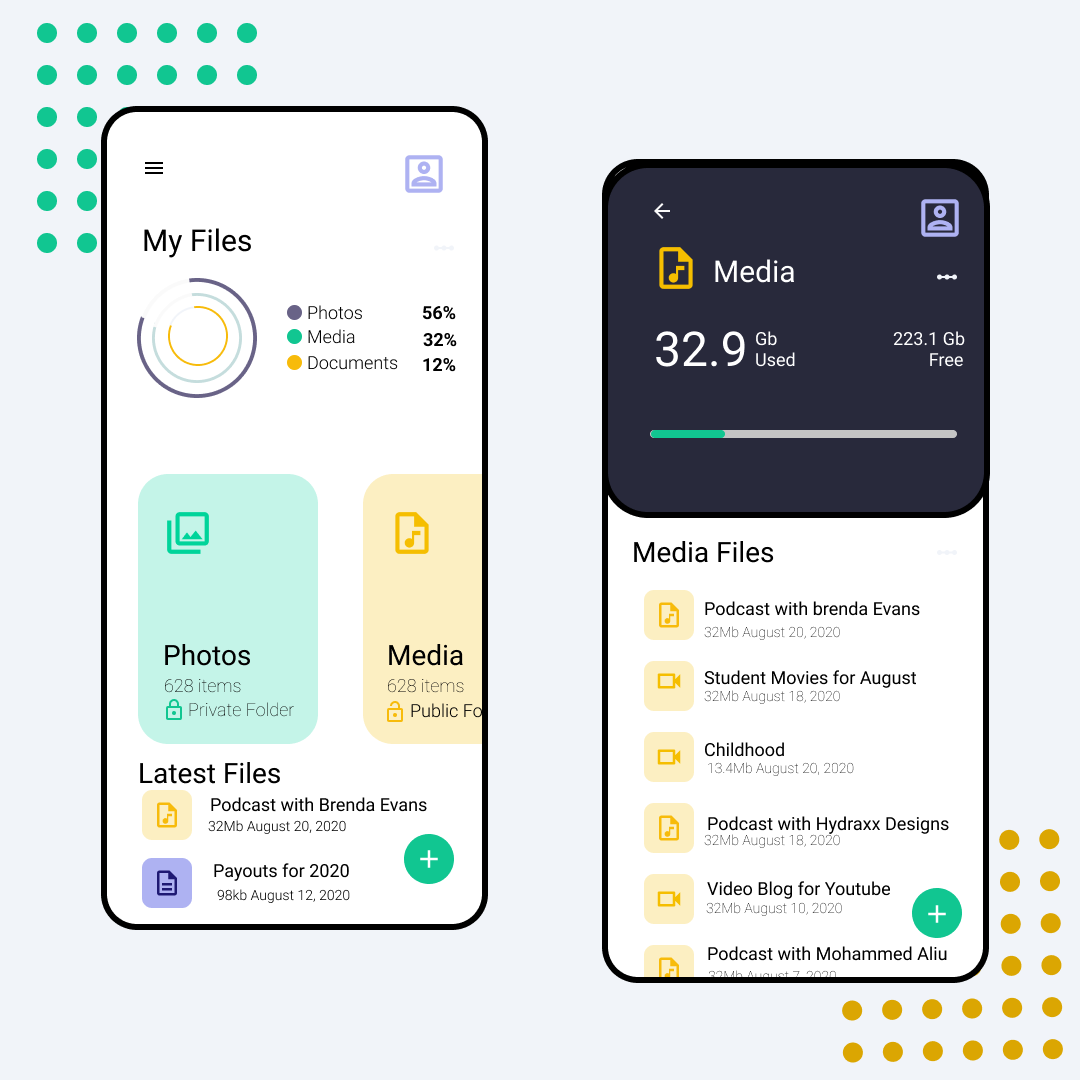 My Files
Photos 56%
Media 32%
Documents 12%
Photos
628 items
Private Folder
Media
628 items
Public Fo
Latest Files
Podcast with Brenda Evans
32Mb August 20, 2020
Payouts for 2020
98kb August 12, 2020
Media
32.9 Gb Used
223.1 Gb
Free
Media Files
Podcast with brenda Evans
32Mb August 20, 2020
Student Movies for August
32Mb August 18, 2020
Childhood
13.4Mb August 20, 2020
Podcast with Hydraxx Designs
32Mb August 18, 2020
Video Blog for Youtube
32Mb August 10, 2020
Podcast with Mohammed Aliu
32Mb August 7, 2020